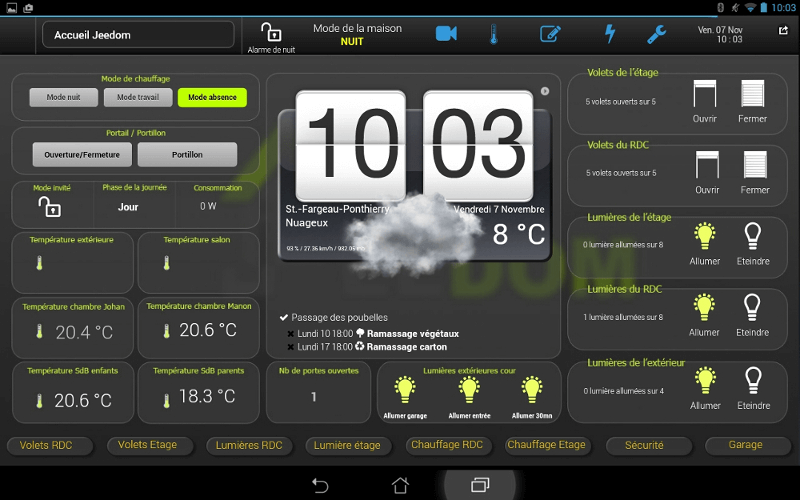 10:03
Accueil Jeedom
Alarme de nuit
Mode de la maison
NUIT
Ven. 07 Nov
10 : 03
Mode de chauffage
Mode nuit
Mode travail
Mode absence
Portail / Portillon
Ouverture/Fermeture
Portillon
Mode invité
Phase de la journée
Jour
Consommation
0 W
Température extérieure
Température salon
Température chambre Johan
20.4 °C
Température chambre Manon
20.6 °C
Température SdB enfants
20.6 °C
Température SdB parents
18.3 °C
10 03
St.-Fargeau-Ponthierry
Vendredi 7 Novembre
Nuageux
8 °C
93 % / 27.36 km/h / 982.05
DOM
Passage des poubelles
Lundi 10 18:00 Ramassage végétaux
Lundi 17 18:00 Ramassage carton
Nb de portes ouvertes
1
Lumières extérieures cour
Allumer garage
Allumer entrée
Allumer 30mn
Volets de l'étage
5 volets ouverts sur 5
Ouvrir
Fermer
Volets du RDC
5 volets ouverts sur 5
Ouvrir
Fermer
Lumières de l'étage
0 lumière allumées sur 8
Allumer
Eteindre
Lumières du RDC
1 lumière allumées sur 8
Allumer
Eteindre
Lumières de l'extérieur
0 lumière allumées sur 4
Allumer
Eteindre
Volets RDC
Volets Etage
Lumières RDC
Lumière étage
Chauffage RDC
Chauffage Etage
Sécurité
Garage